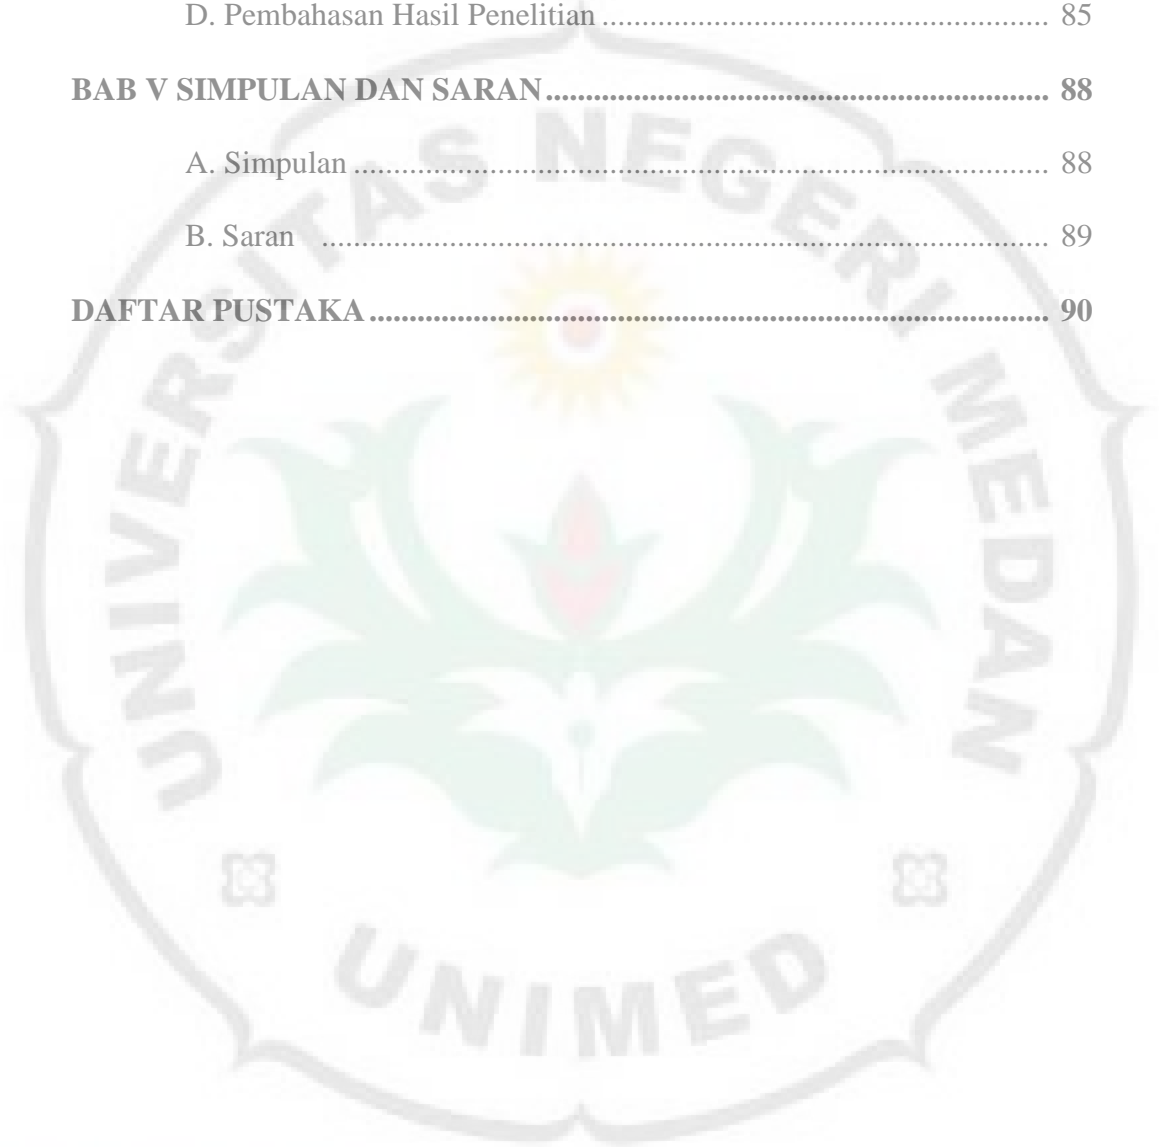 D. Pembahasan Hasil Penelitian ........................................................ 85
BAB V SIMPULAN DAN SARAN ............................................................... 88
A. Simpulan ....................................................................................... 88
B. Saran ........................................................................................... 89
DAFTAR PUSTAKA ..................................................................................... 90
UNIVERSITAS NEGERI MEDAN
UNIMED